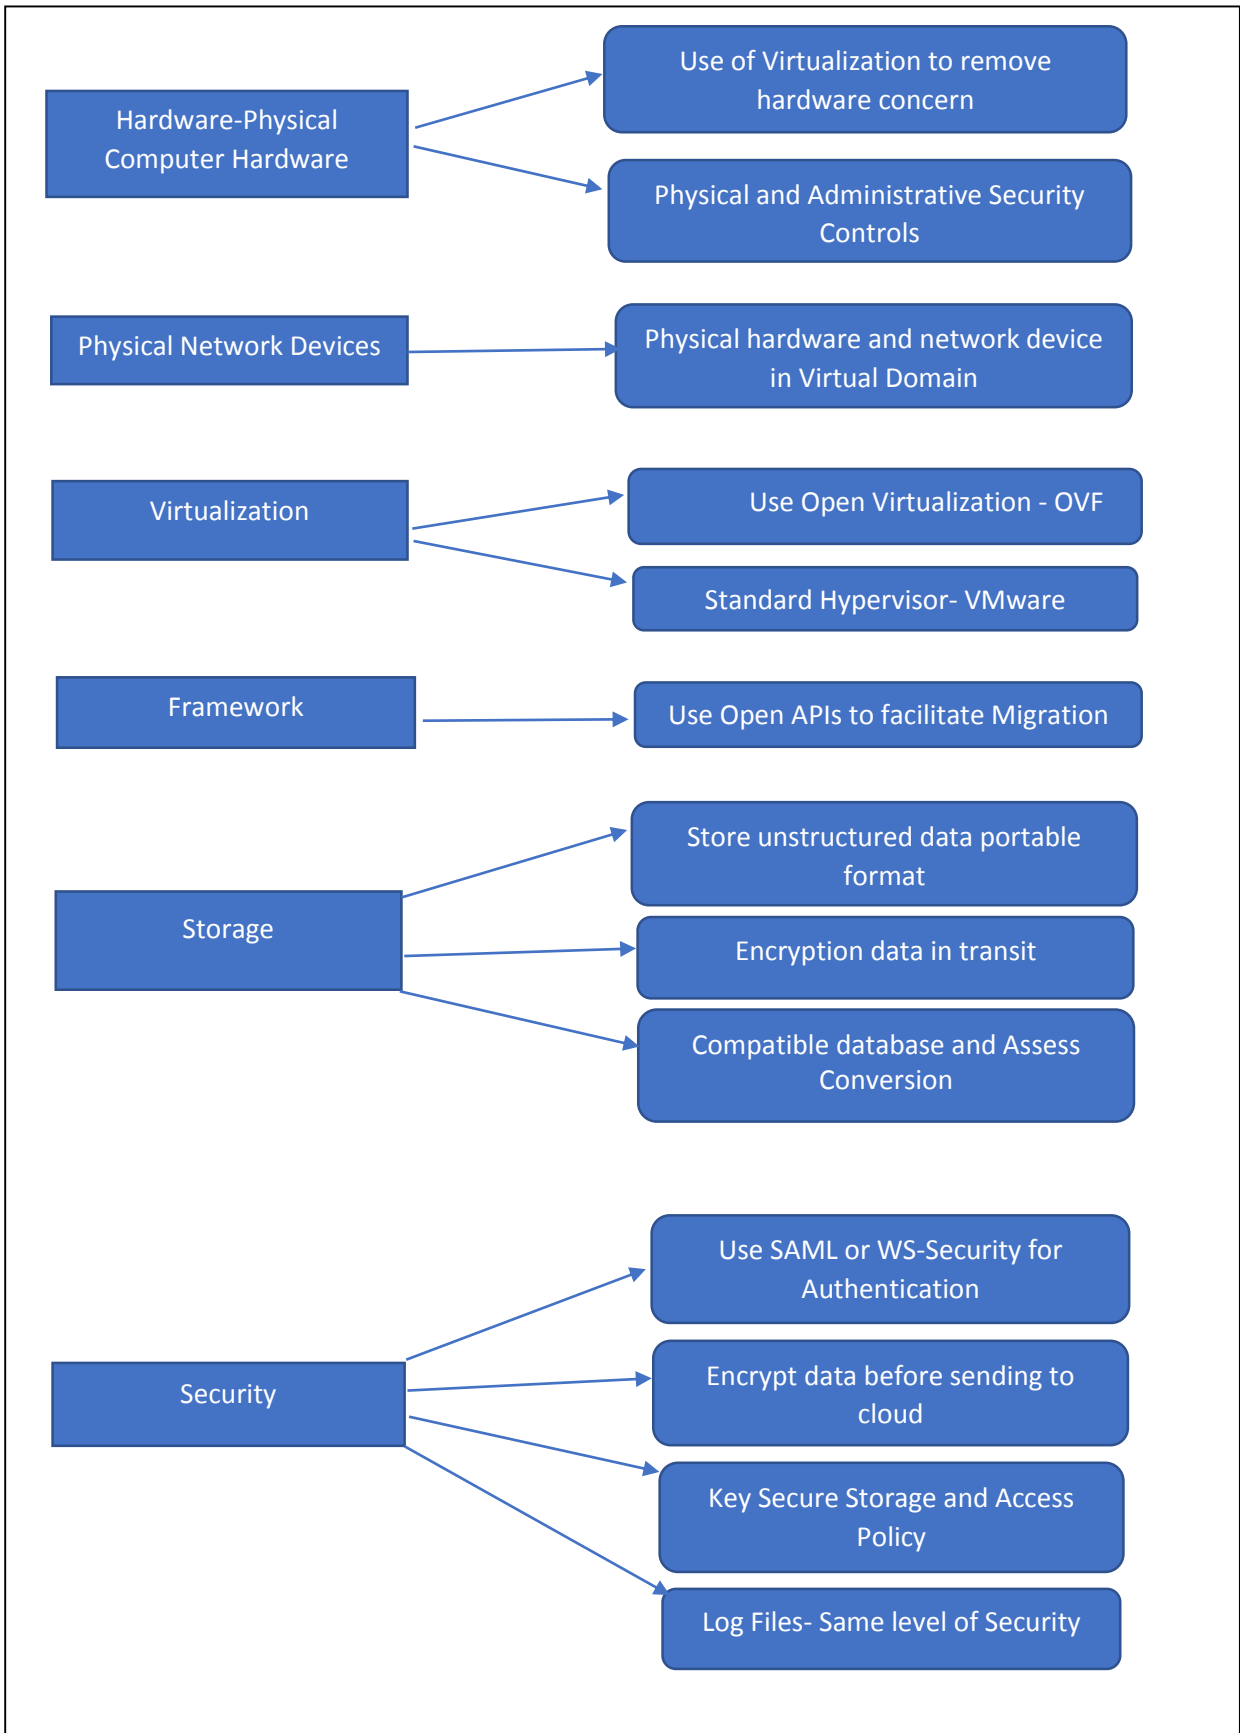 Use of Virtualization to remove
hardware concern
Hardware-Physical
Computer Hardware
Physical and Administrative Security
Controls
Physical Network Devices
Physical hardware and network device
in Virtual Domain
Virtualization
Use Open Virtualization - OVF
Standard Hypervisor- VMware
Framework
Use Open APIs to facilitate Migration
Store unstructured data portable
format
Storage
Encryption data in transit
Compatible database and Assess
Conversion
Use SAML or WS-Security for
Authentication
Security
Encrypt data before sending to
cloud
Key Secure Storage and Access
Policy
Log Files- Same level of Security